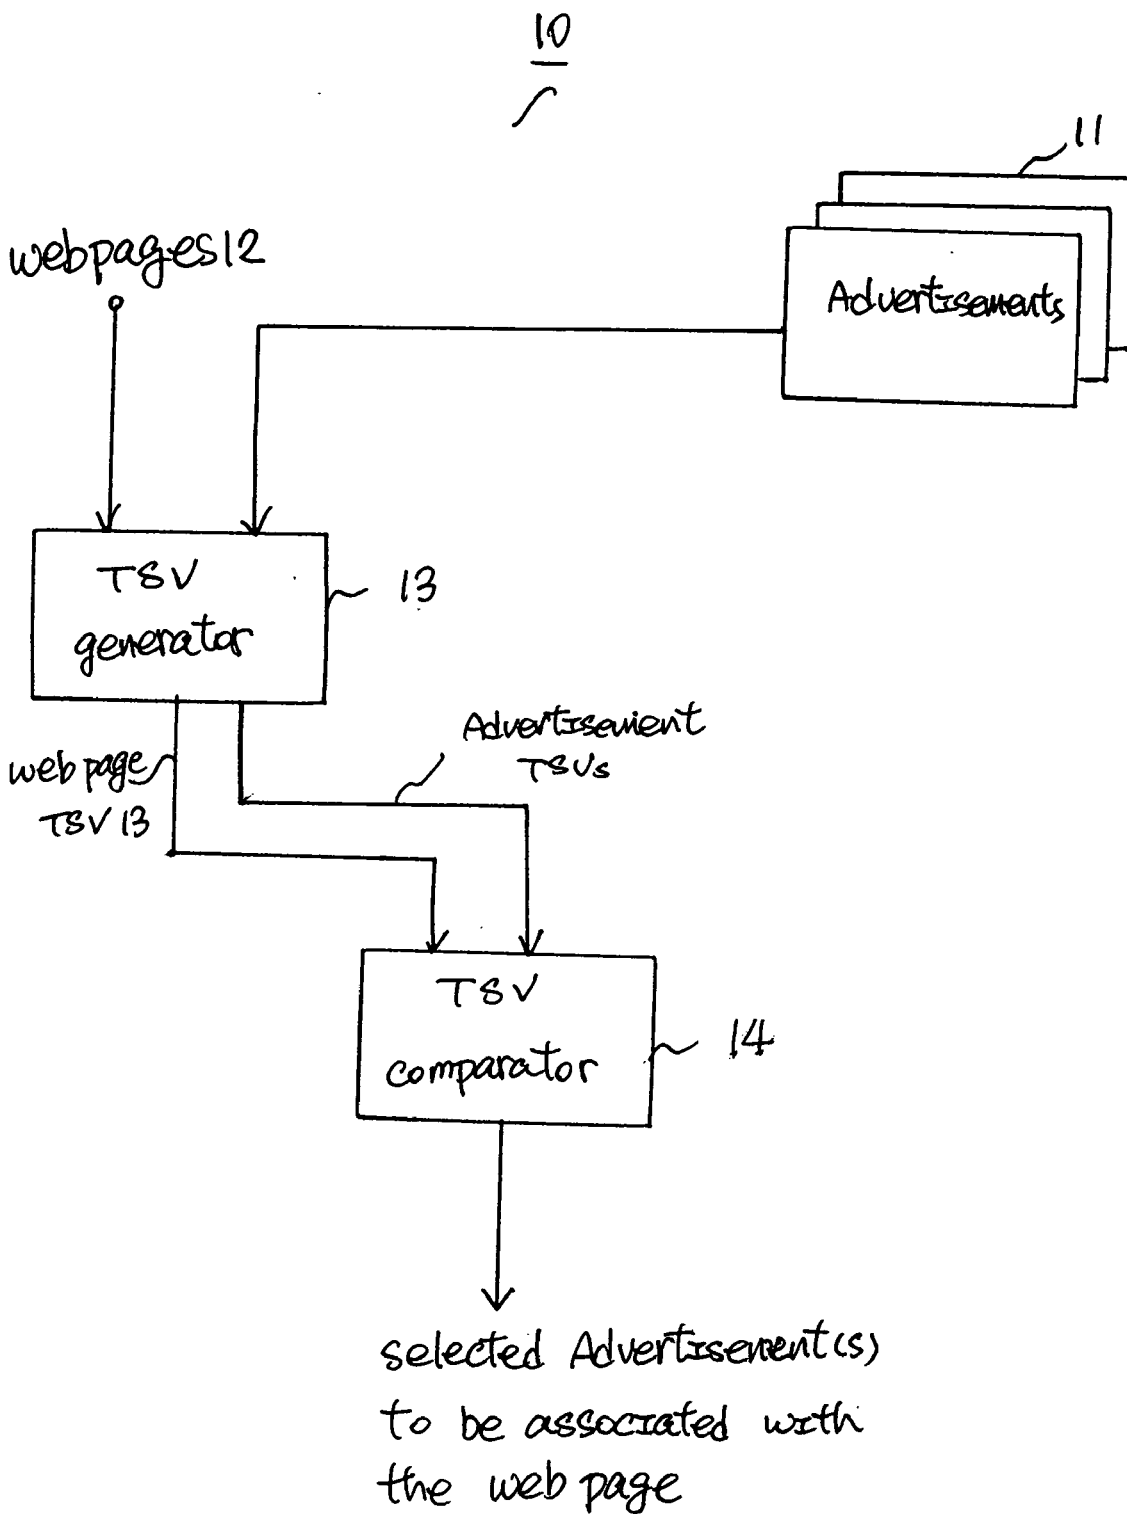 10
11
webpages12
Advertisements
TSV
generator
13
Advertisement
TSVs
web page
TSV 13
TSV
comparator
14
selected Advertisement(s)
to be associated with
the web page